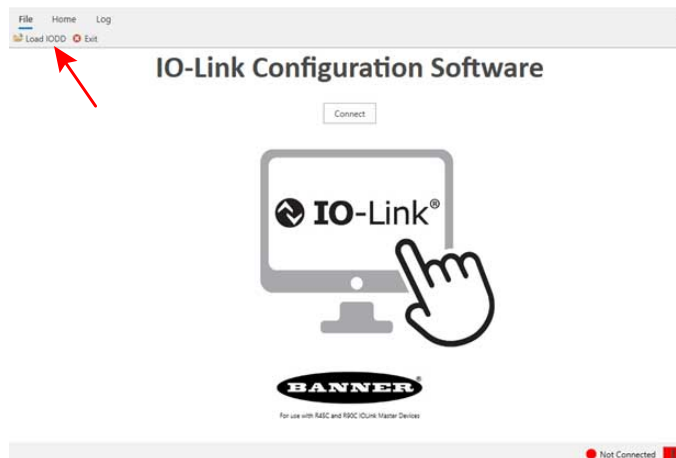 File Home Log
Load IODD Exit
IO-Link Configuration Software
Connect
IO-Link®
BANNER®
For use with R45C and R90C IOLink Master Devices
Not Connected